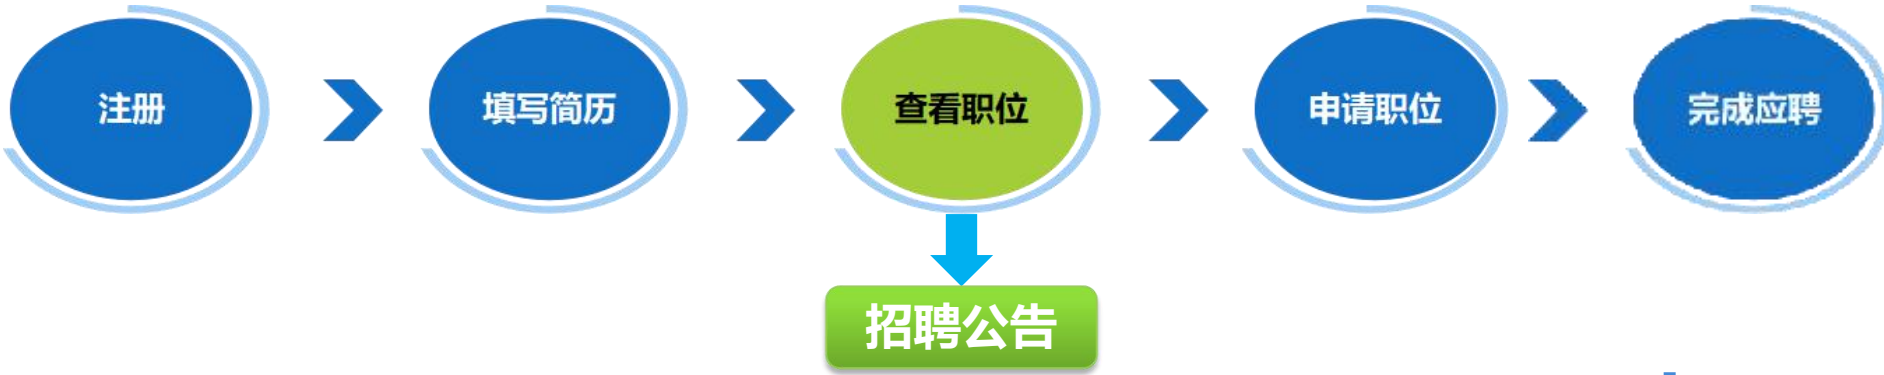 注册
填写简历
查看职位
申请职位
完成应聘
招聘公告